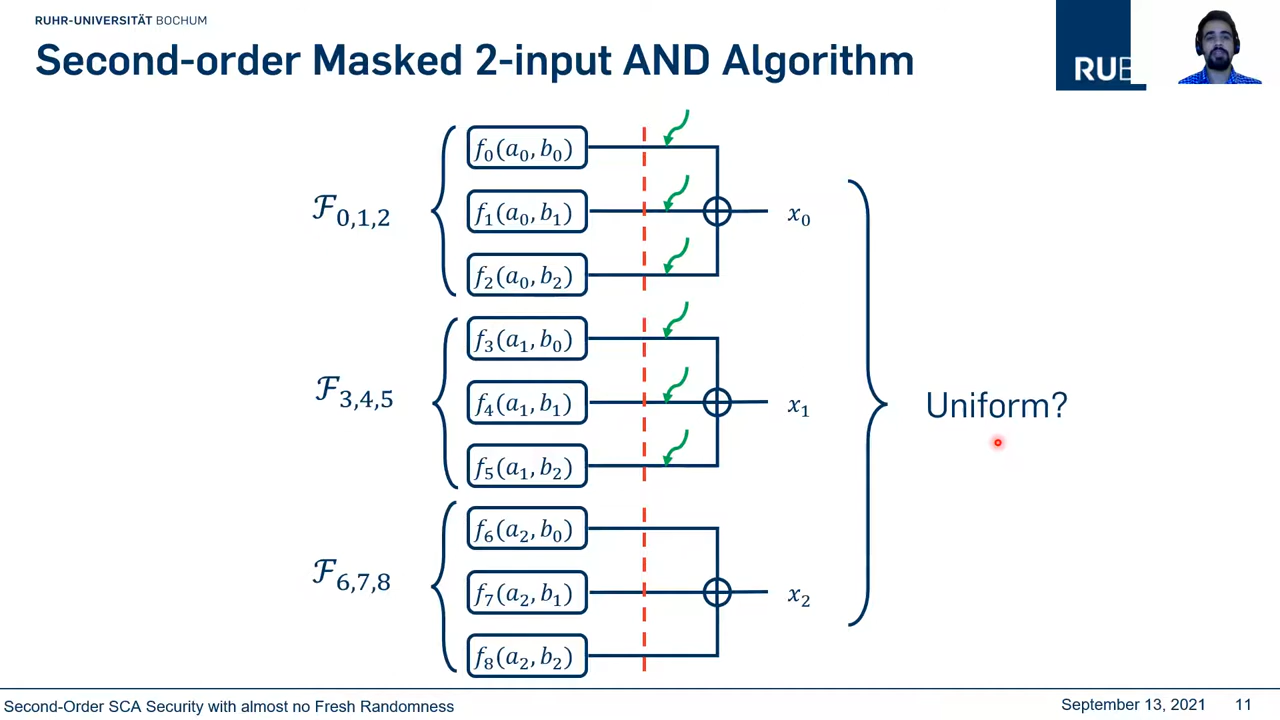 RUHR-UNIVERSITÄT BOCHUM
Second-order Masked 2-input AND Algorithm
RUB
f₀(a₀, b₀)
ℱ₀,₁,₂
f₁(a₀, b₁)
x₀
f₂(a₀, b₂)
f₃(a₁, b₀)
ℱ₃,₄,₅
f₄(a₁, b₁)
x₁
Uniform?
f₅(a₁, b₂)
f₆(a₂, b₀)
ℱ₆,₇,₈
f₇(a₂, b₁)
x₂
f₈(a₂, b₂)
Second-Order SCA Security with almost no Fresh Randomness
September 13, 2021
11